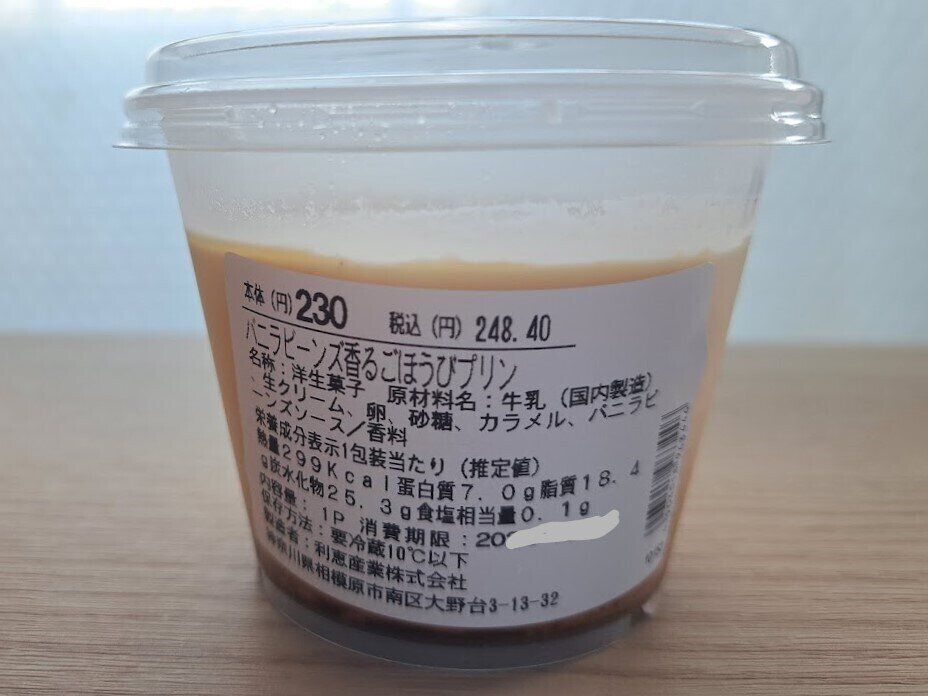 本体(円)230 税込(円)248.40
バニラビーンズ香るごほうびプリン
名称:洋生菓子 原材料名:牛乳(国内製造)
、生クリーム、卵、砂糖、カラメル、バニラビ
ーンズソース/香料
栄養成分表示1包装当たり(推定値)
熱量299Kcal蛋白質7.0g脂質18.4
g炭水化物25.3g食塩相当量0.1g
内容量:1P 消費期限:20
保存方法:要冷蔵10℃以下
製造者:利恵産業株式会社
神奈川県相模原市南区大野台3-13-32